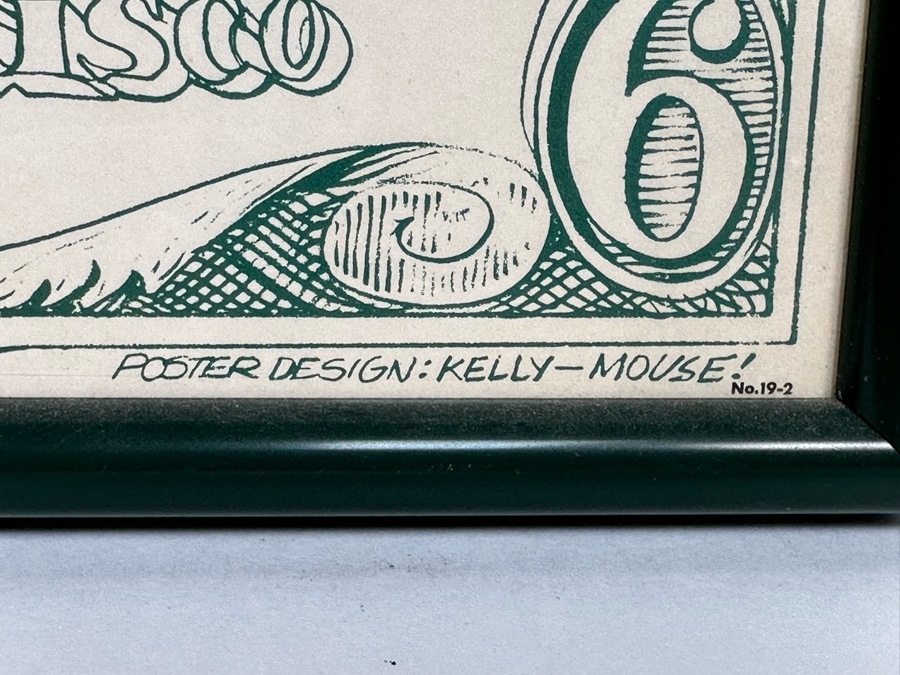 ISCO
6
POSTER DESIGN: KELLY—MOUSE!
No.19-2